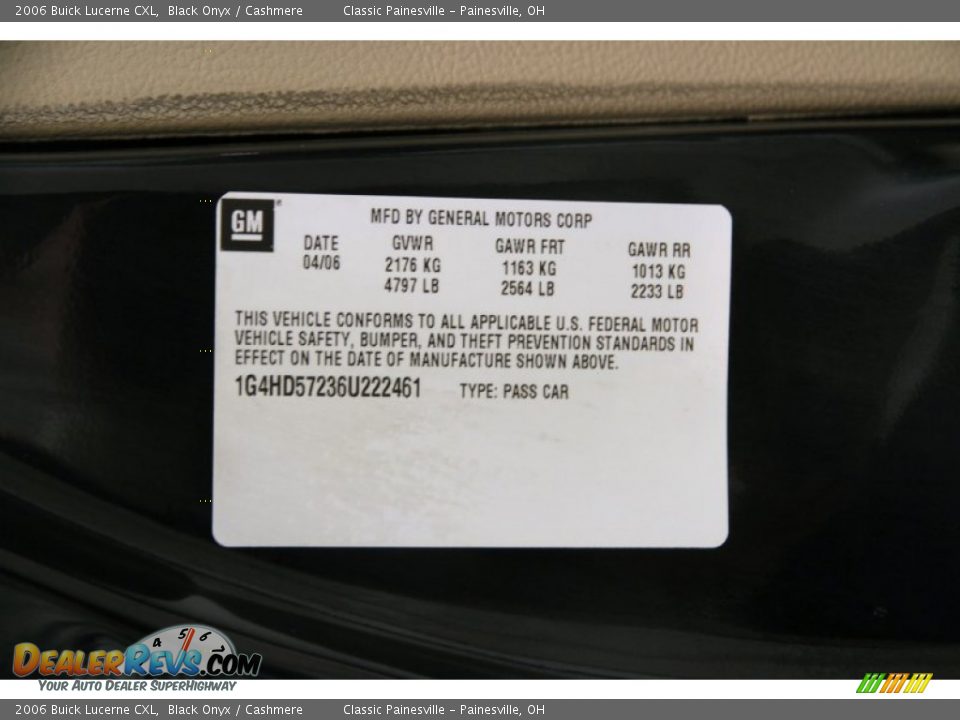 2006 Buick Lucerne CXL, Black Onyx / Cashmere Classic Painesville - Painesville, OH
GM
MFD BY GENERAL MOTORS CORP
DATE GVWR GAWR FRT GAWR RR
04/06 2176 KG 1163 KG 1013 KG
4797 LB 2564 LB 2233 LB
THIS VEHICLE CONFORMS TO ALL APPLICABLE U.S. FEDERAL MOTOR
VEHICLE SAFETY, BUMPER, AND THEFT PREVENTION STANDARDS IN
EFFECT ON THE DATE OF MANUFACTURE SHOWN ABOVE.
1G4HD57236U222461 TYPE: PASS CAR
4 5 6
DEALERREVS.COM
YOUR AUTO DEALER SUPERHIGHWAY
2006 Buick Lucerne CXL, Black Onyx / Cashmere Classic Painesville - Painesville, OH